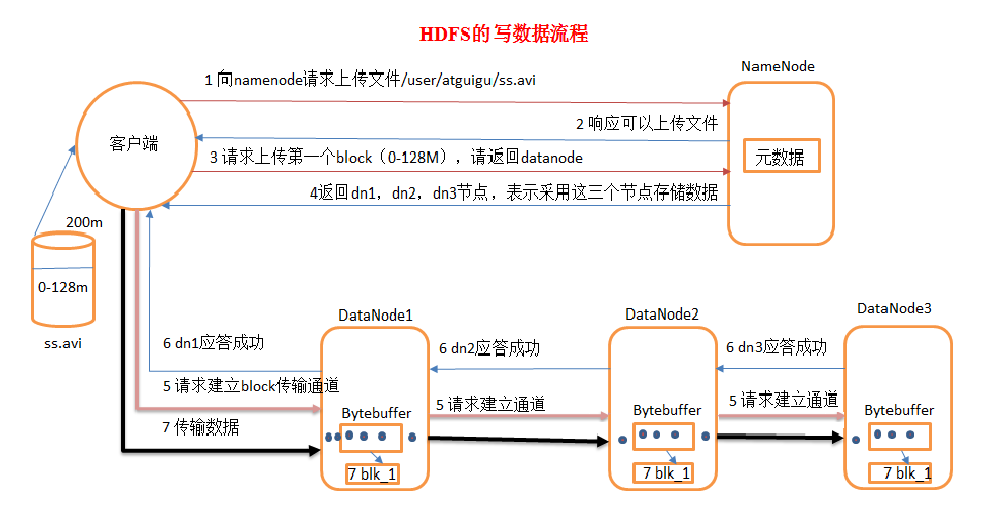 HDFS的 写数据流程
NameNode
1 向namenode请求上传文件/user/atguigu/ss.avi
2 响应可以上传文件
客户端
元数据
3 请求上传第一个block（0-128M），请返回datanode
4返回dn1，dn2，dn3节点，表示采用这三个节点存储数据
200m
0-128m
ss.avi
DataNode1
DataNode2
DataNode3
6 dn1应答成功
6 dn2应答成功
6 dn3应答成功
5 请求建立block传输通道
5 请求建立通道
5 请求建立通道
7 传输数据
Bytebuffer
Bytebuffer
Bytebuffer
7 blk_1
7 blk_1
7 blk_1